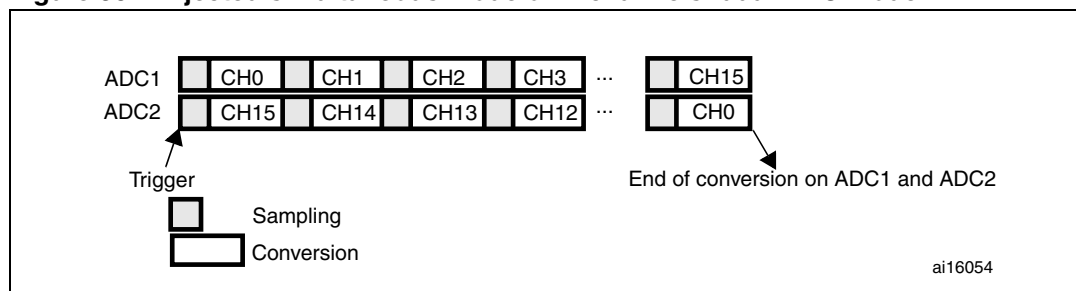 ADC1 CH0 CH1 CH2 CH3 ... CH15
ADC2 CH15 CH14 CH13 CH12 ... CH0
Trigger
End of conversion on ADC1 and ADC2
Sampling
Conversion
ai16054